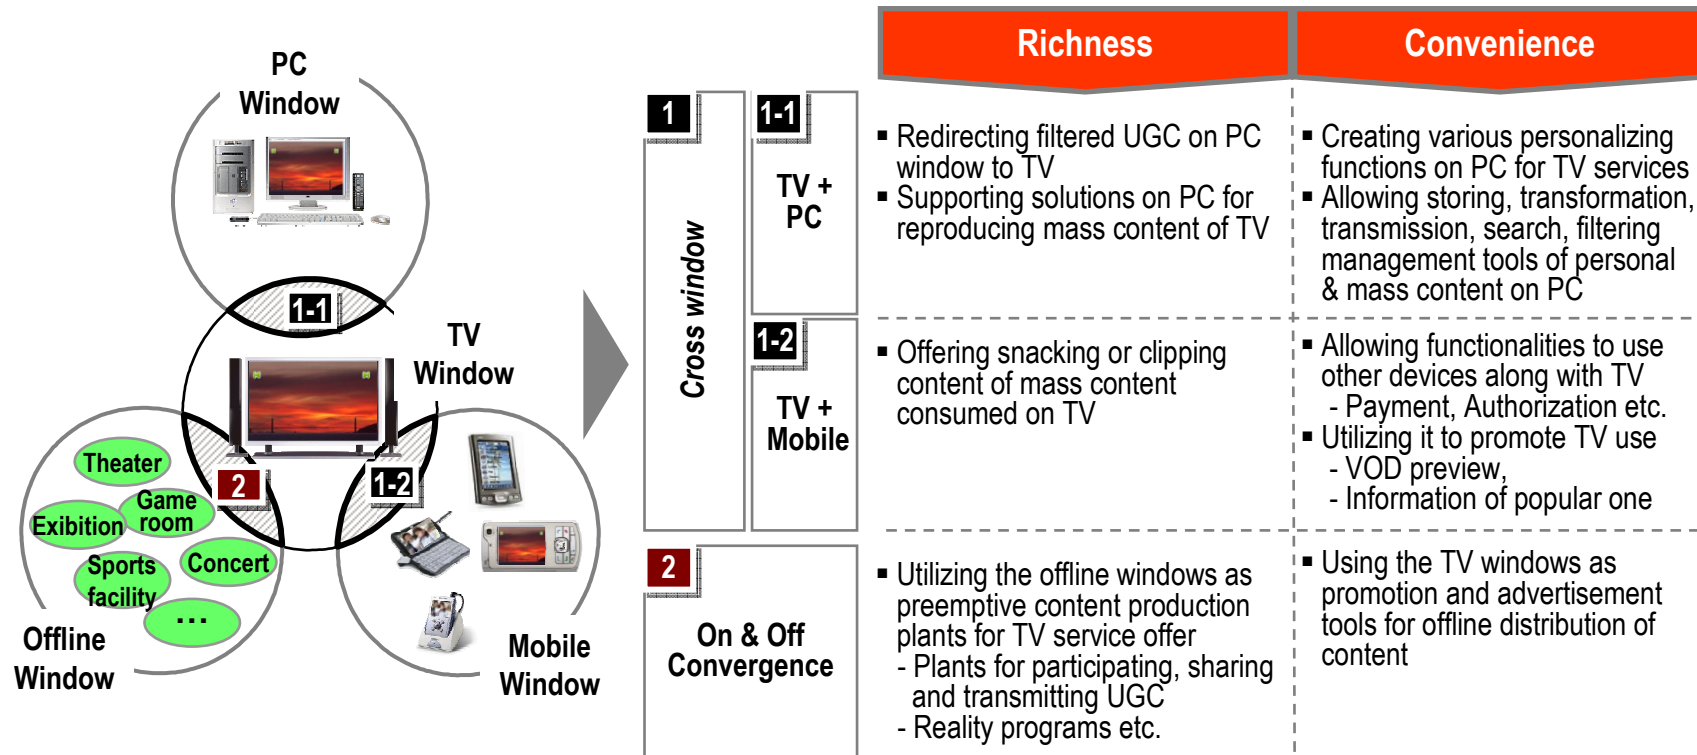 PC
Window
1-1
TV
Window
Theater
Game
room
Exibition
Sports
facility
Concert
...
2
1-2
Offline
Window
Mobile
Window
1
Cross window
1-1
TV +
PC
1-2
TV +
Mobile
2
On & Off
Convergence
Richness
Convenience
▪ Redirecting filtered UGC on PC
window to TV
▪ Supporting solutions on PC for
reproducing mass content of TV
▪ Creating various personalizing
functions on PC for TV services
▪ Allowing storing, transformation,
transmission, search, filtering
management tools of personal
& mass content on PC
▪ Offering snacking or clipping
content of mass content
consumed on TV
▪ Allowing functionalities to use
other devices along with TV
- Payment, Authorization etc.
▪ Utilizing it to promote TV use
- VOD preview,
- Information of popular one
▪ Utilizing the offline windows as
preemptive content production
plants for TV service offer
- Plants for participating, sharing
and transmitting UGC
- Reality programs etc.
▪ Using the TV windows as
promotion and advertisement
tools for offline distribution of
content